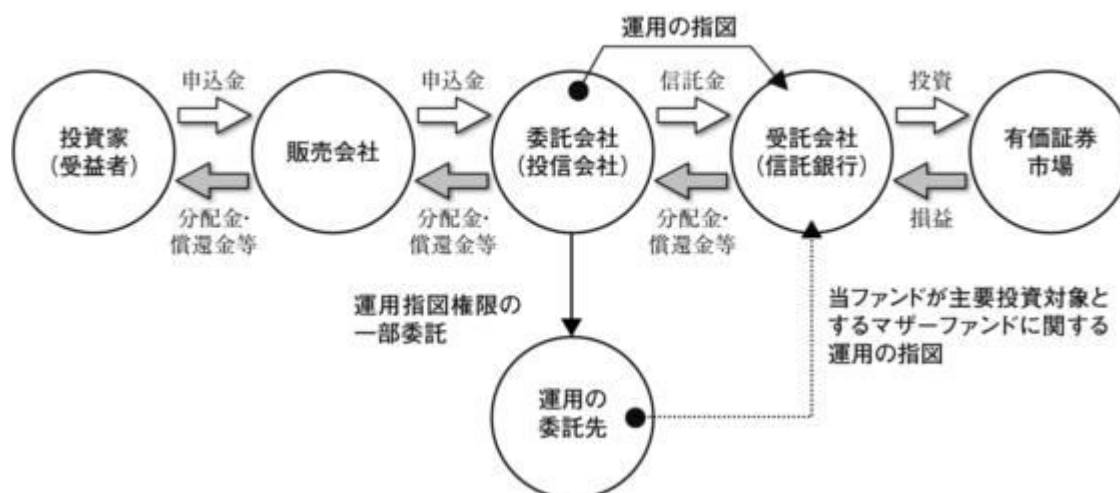 運用の指図
申込金
申込金
信託金
投資
投資家
(受益者)
販売会社
委託会社
(投信会社)
受託会社
(信託銀行)
有価証券
市場
分配金・
償還金等
分配金・
償還金等
分配金・
償還金等
損益
運用指図権限の
一部委託
当ファンドが主要投資対象と
するマザーファンドに関する
運用の指図
運用の
委託先